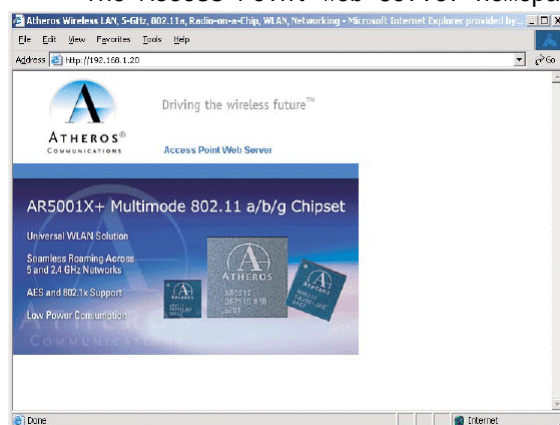 The Access Point web server homepa
Atheros Wireless LAN, 5-GHz, 802.11a, Radio-on-a-Chip, WLAN, Networking - Microsoft Internet Explorer provided by...
File Edit View Favorites Tools Help
Address http://192.168.1.20 Go
Driving the wireless future™
ATHEROS®
COMMUNICATIONS
Access Point Web Server
AR5001X+ Multimode 802.11 a/b/g Chipset
Universal WLAN Solution
Seamless Roaming Across
5 and 2.4 GHz Networks
AES and 802.1x Support
Low Power Consumption
ATHEROS
AR5212
COMMUNICATI
Done Internet